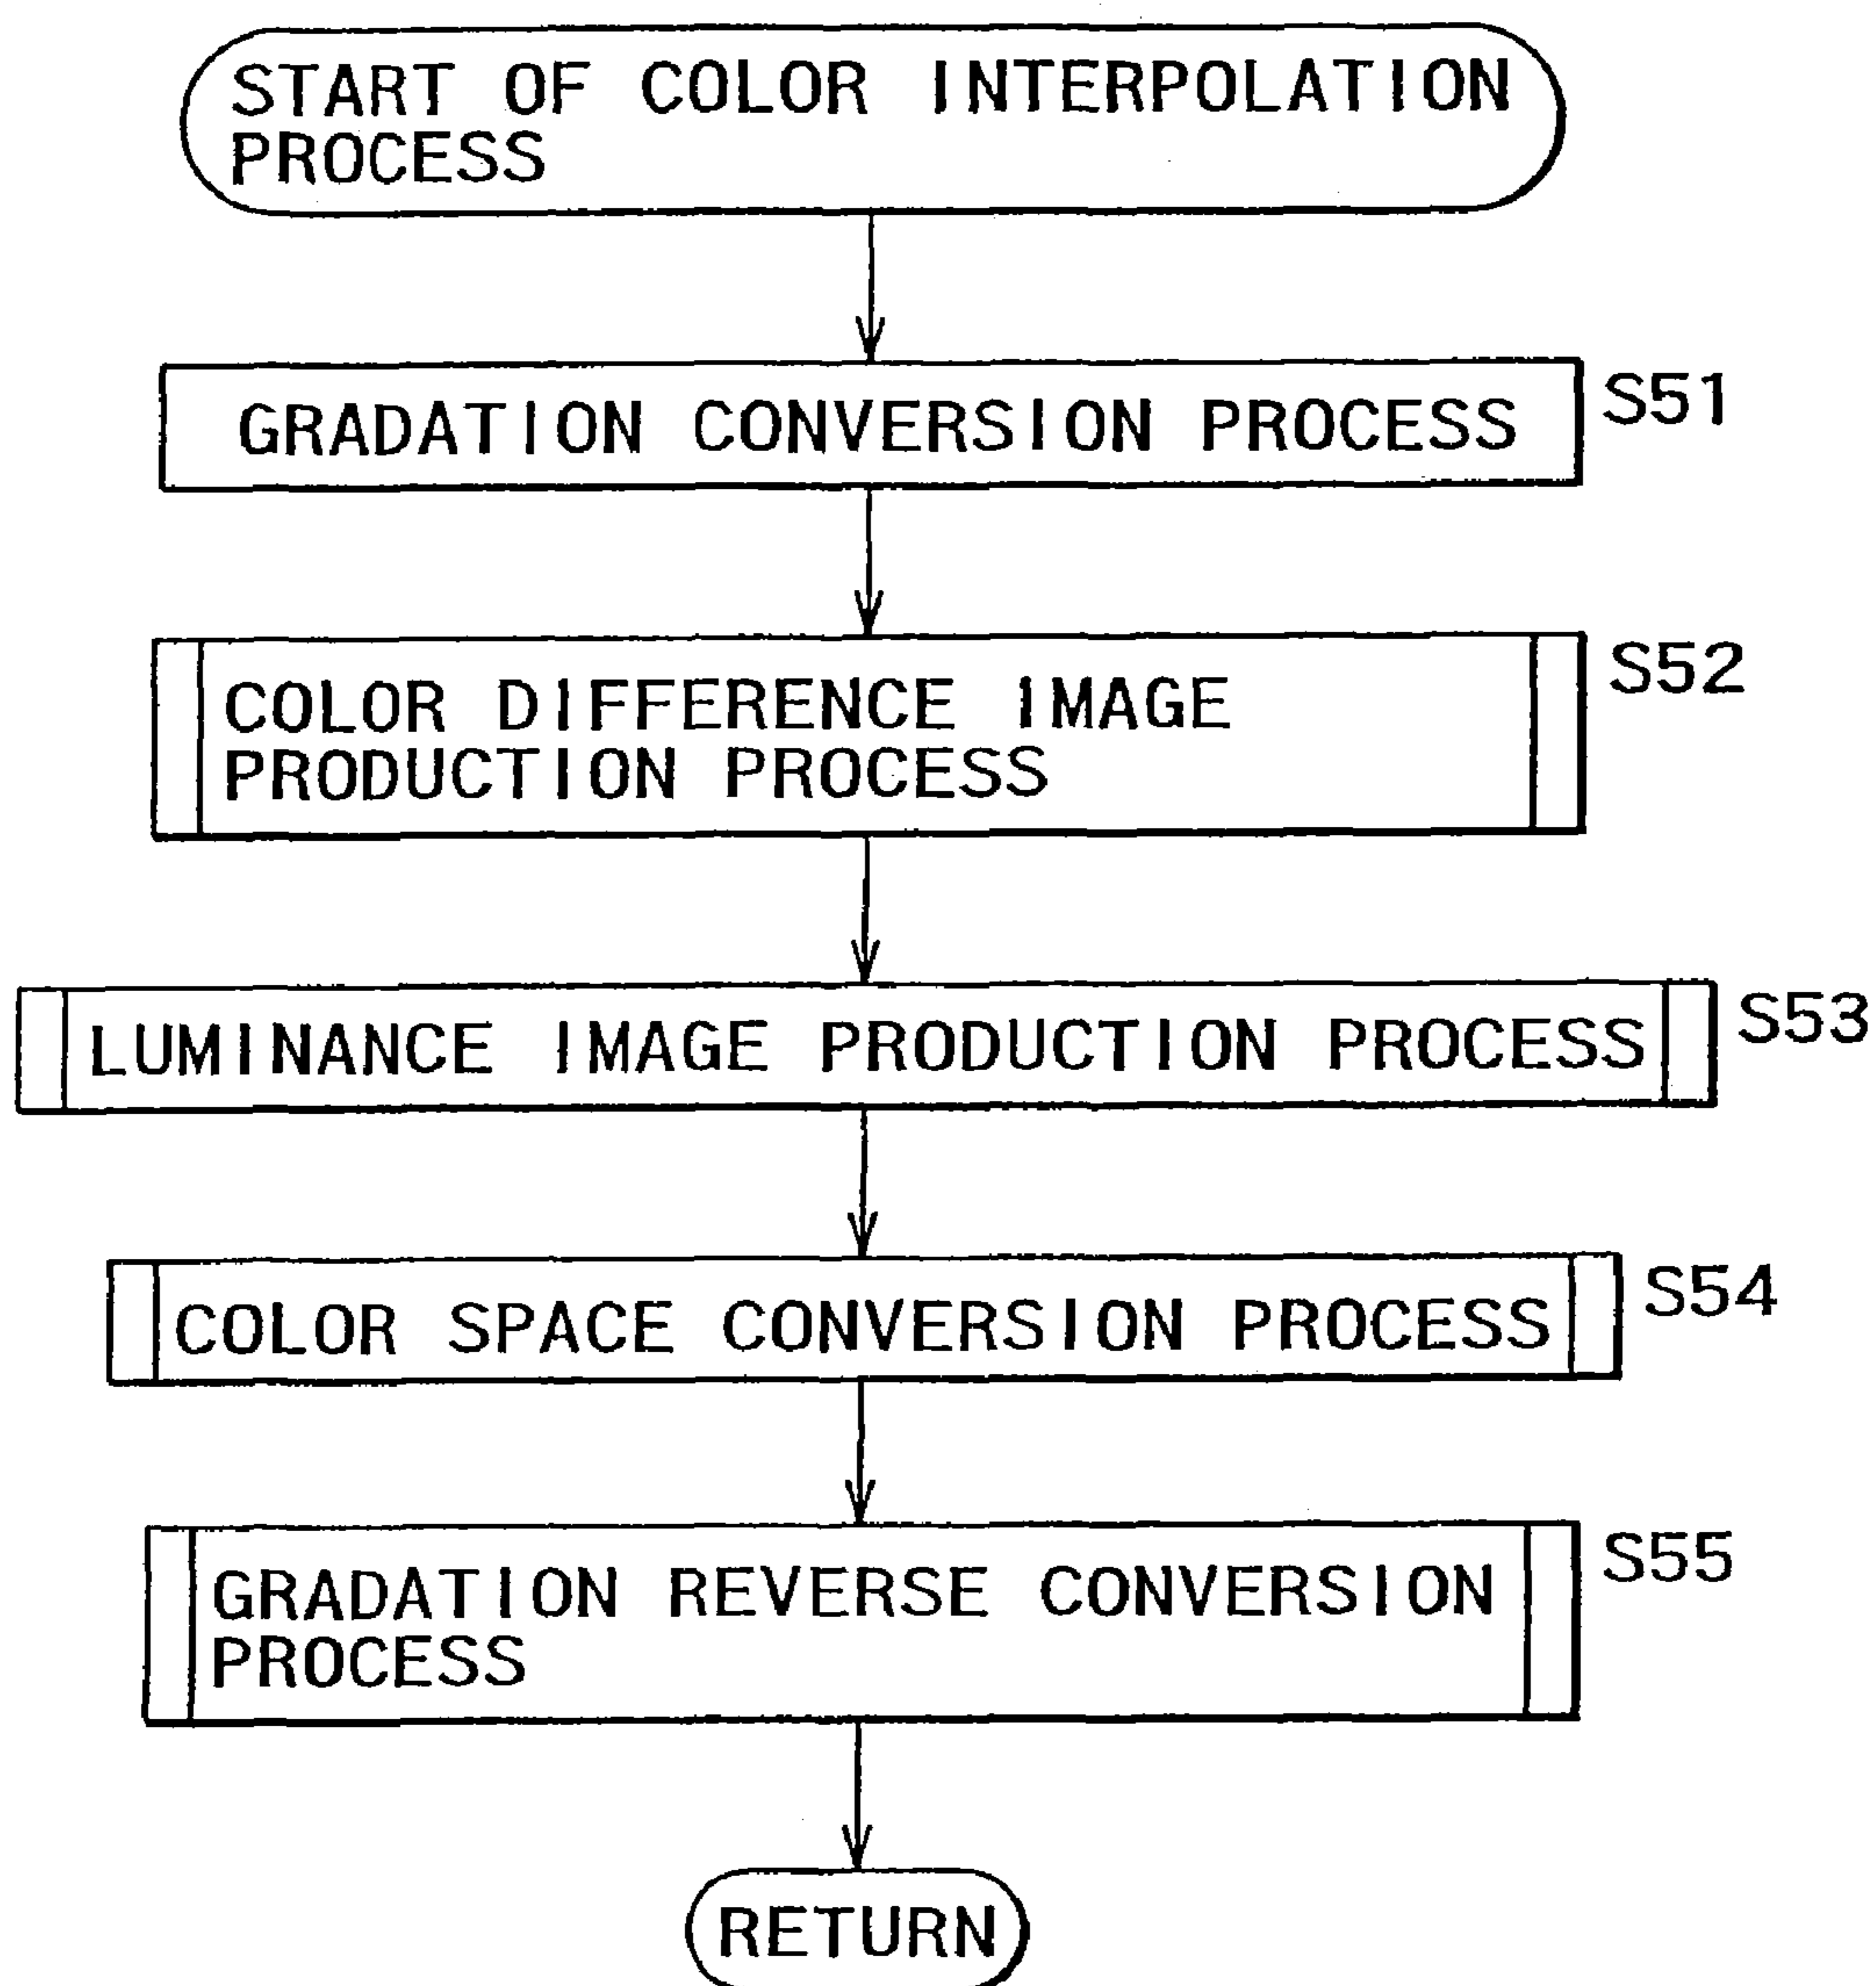 START OF COLOR INTERPOLATION
PROCESS
GRADATION CONVERSION PROCESS
S51
COLOR DIFFERENCE IMAGE
PRODUCTION PROCESS
S52
LUMINANCE IMAGE PRODUCTION PROCESS
S53
COLOR SPACE CONVERSION PROCESS
S54
GRADATION REVERSE CONVERSION
PROCESS
S55
RETURN